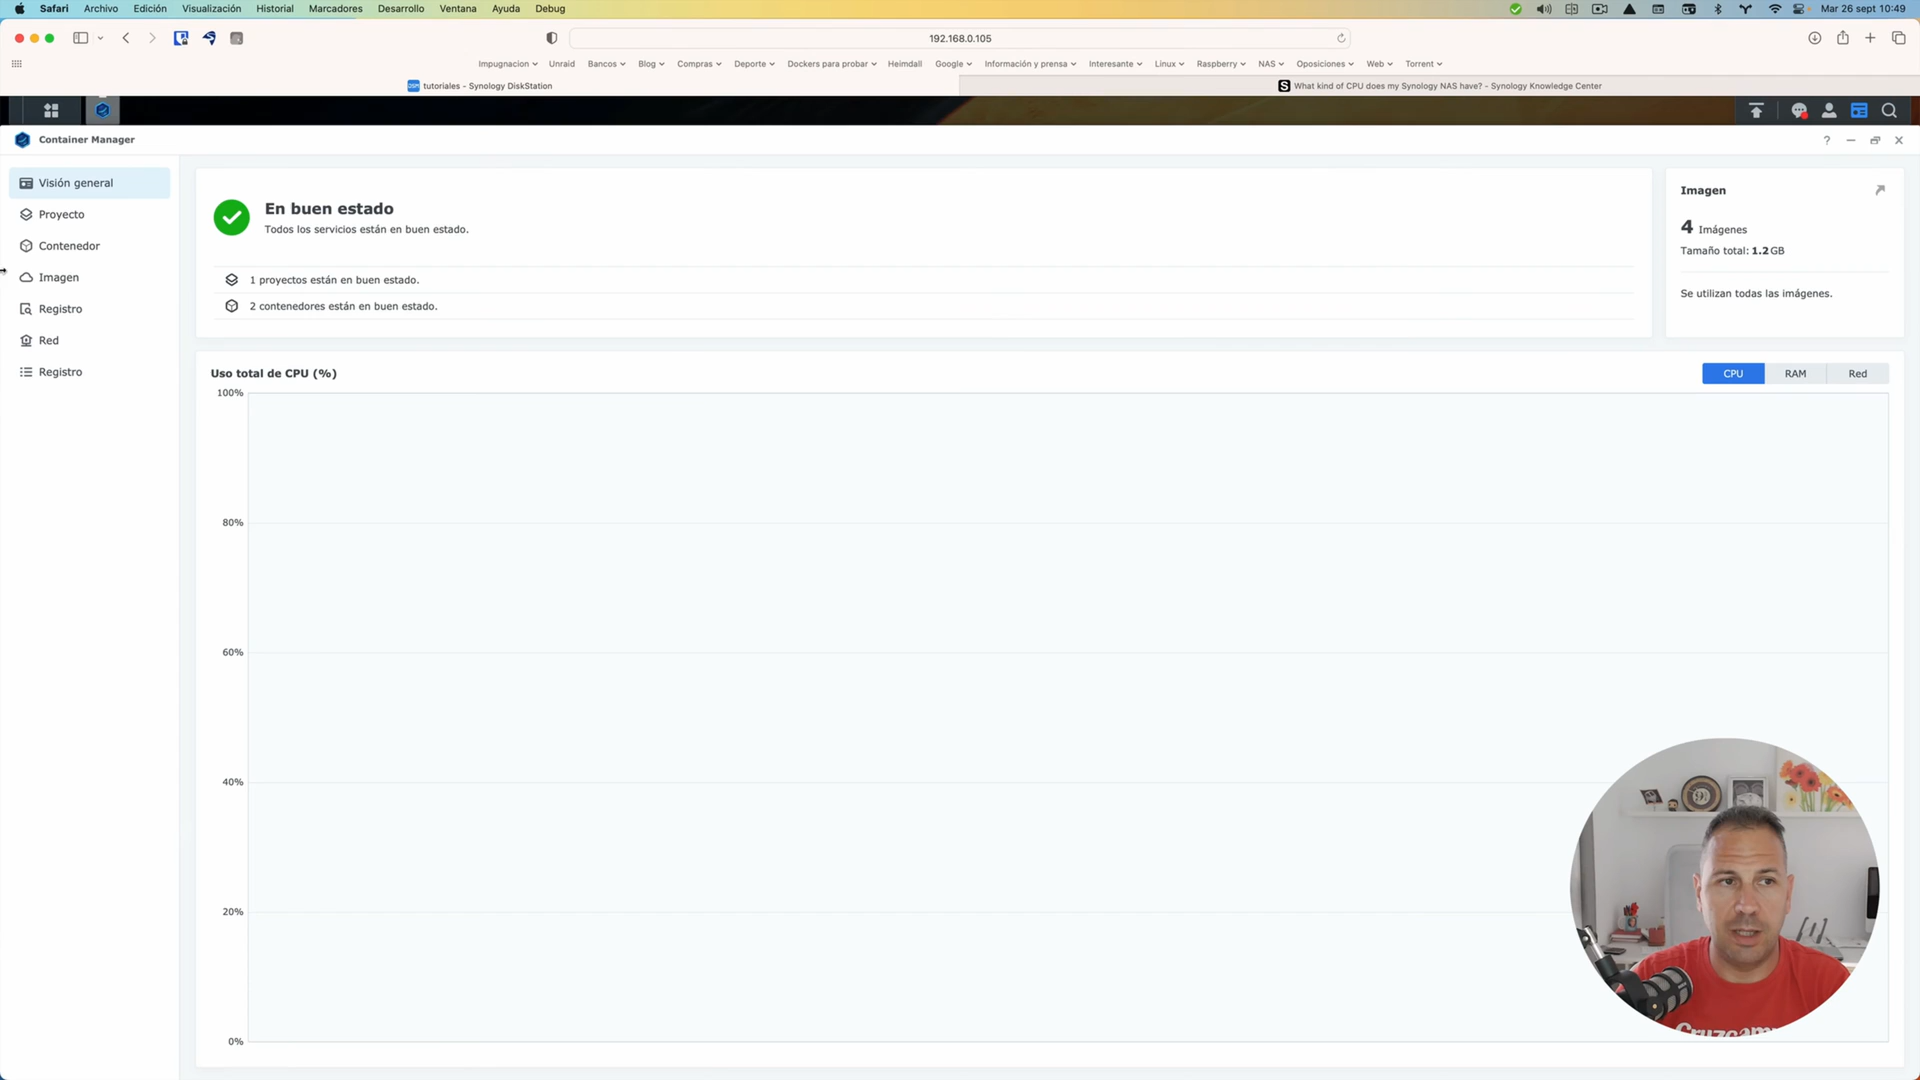 Safari Archivo Edición Visualización Historial Marcadores Desarrollo Ventana Ayuda Debug Mar 26 sept 10:49
192.168.0.105
Impugnacion Unraid Bancos Blog Compras Deporte Dockers para probar Heimdall Google Información y prensa Interesante Linux Raspberry NAS Oposiciones Web Torrent
DSM tutoriales - Synology DiskStation
S What kind of CPU does my Synology NAS have? - Synology Knowledge Center
Container Manager
Visión general
Proyecto
Contenedor
Imagen
Registro
Red
Registro
En buen estado
Todos los servicios están en buen estado.
1 proyectos están en buen estado.
2 contenedores están en buen estado.
Imagen
4 Imágenes
Tamaño total: 1.2 GB
Se utilizan todas las imágenes.
Uso total de CPU (%)
CPU RAM Red
100%
80%
60%
40%
20%
0%
Cruzcam